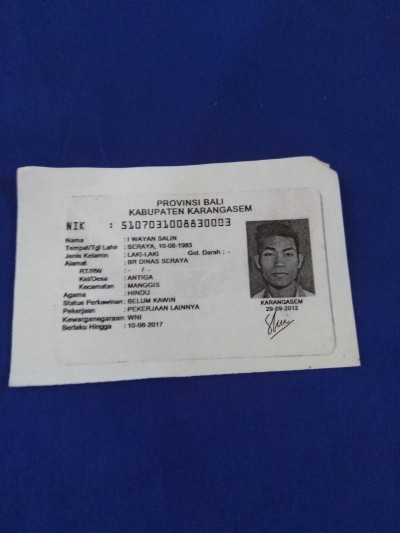 PROVINSI BALI
KABUPATEN KARANGASEM
NIK : 5107031008830003
Nama : I WAYAN SALIN
Tempat/Tgl Lahir : SERAYA, 10-08-1983
Jenis Kelamin : LAKI-LAKI Gol. Darah : -
Alamat : BR DINAS SERAYA
RT/RW : - / -
Kel/Desa : ANTIGA
Kecamatan : MANGGIS
Agama : HINDU
Status Perkawinan : BELUM KAWIN
Pekerjaan : PEKERJAAN LAINNYA
Kewarganegaraan : WNI
Berlaku Hingga : 10-08-2017
KARANGASEM
29-09-2012